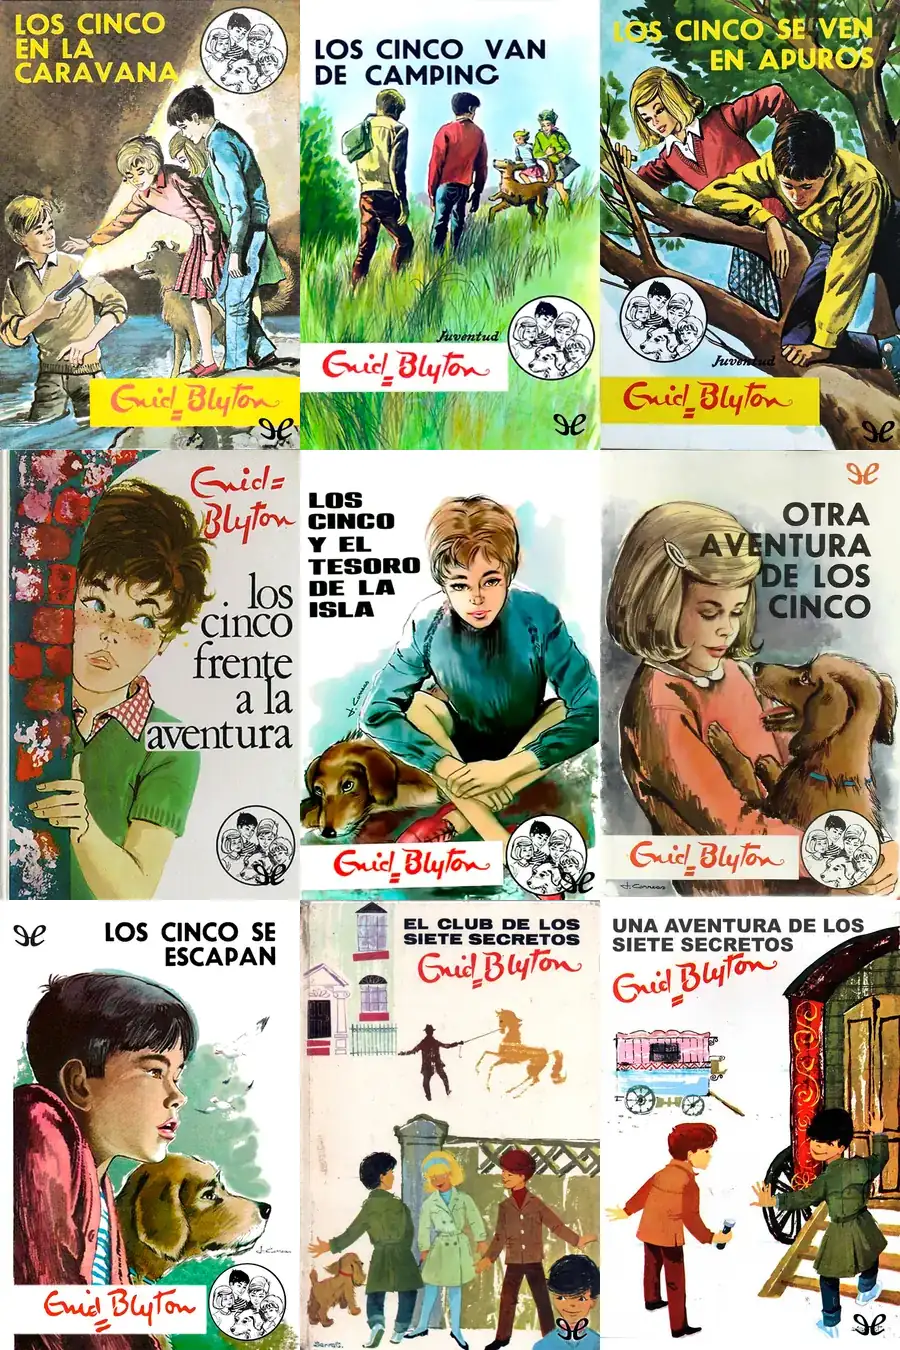 LOS CINCO
EN LA
CARAVANA
Enid Blyton
LOS CINCO VAN
DE CAMPING
Juventud
Enid Blyton
LOS CINCO SE VEN
EN APUROS
Juventud
Enid Blyton
Enid
Blyton
los
cinco
frente
a la
aventura
LOS
CINCO
Y EL
TESORO
DE LA
ISLA
J. Correas
Enid Blyton
OTRA
AVENTURA
DE LOS
CINCO
Enid Blyton
J. Correas
LOS CINCO SE
ESCAPAN
J. Correas
Enid Blyton
EL CLUB DE LOS
SIETE SECRETOS
Enid Blyton
UNA AVENTURA DE LOS
SIETE SECRETOS
Enid Blyton